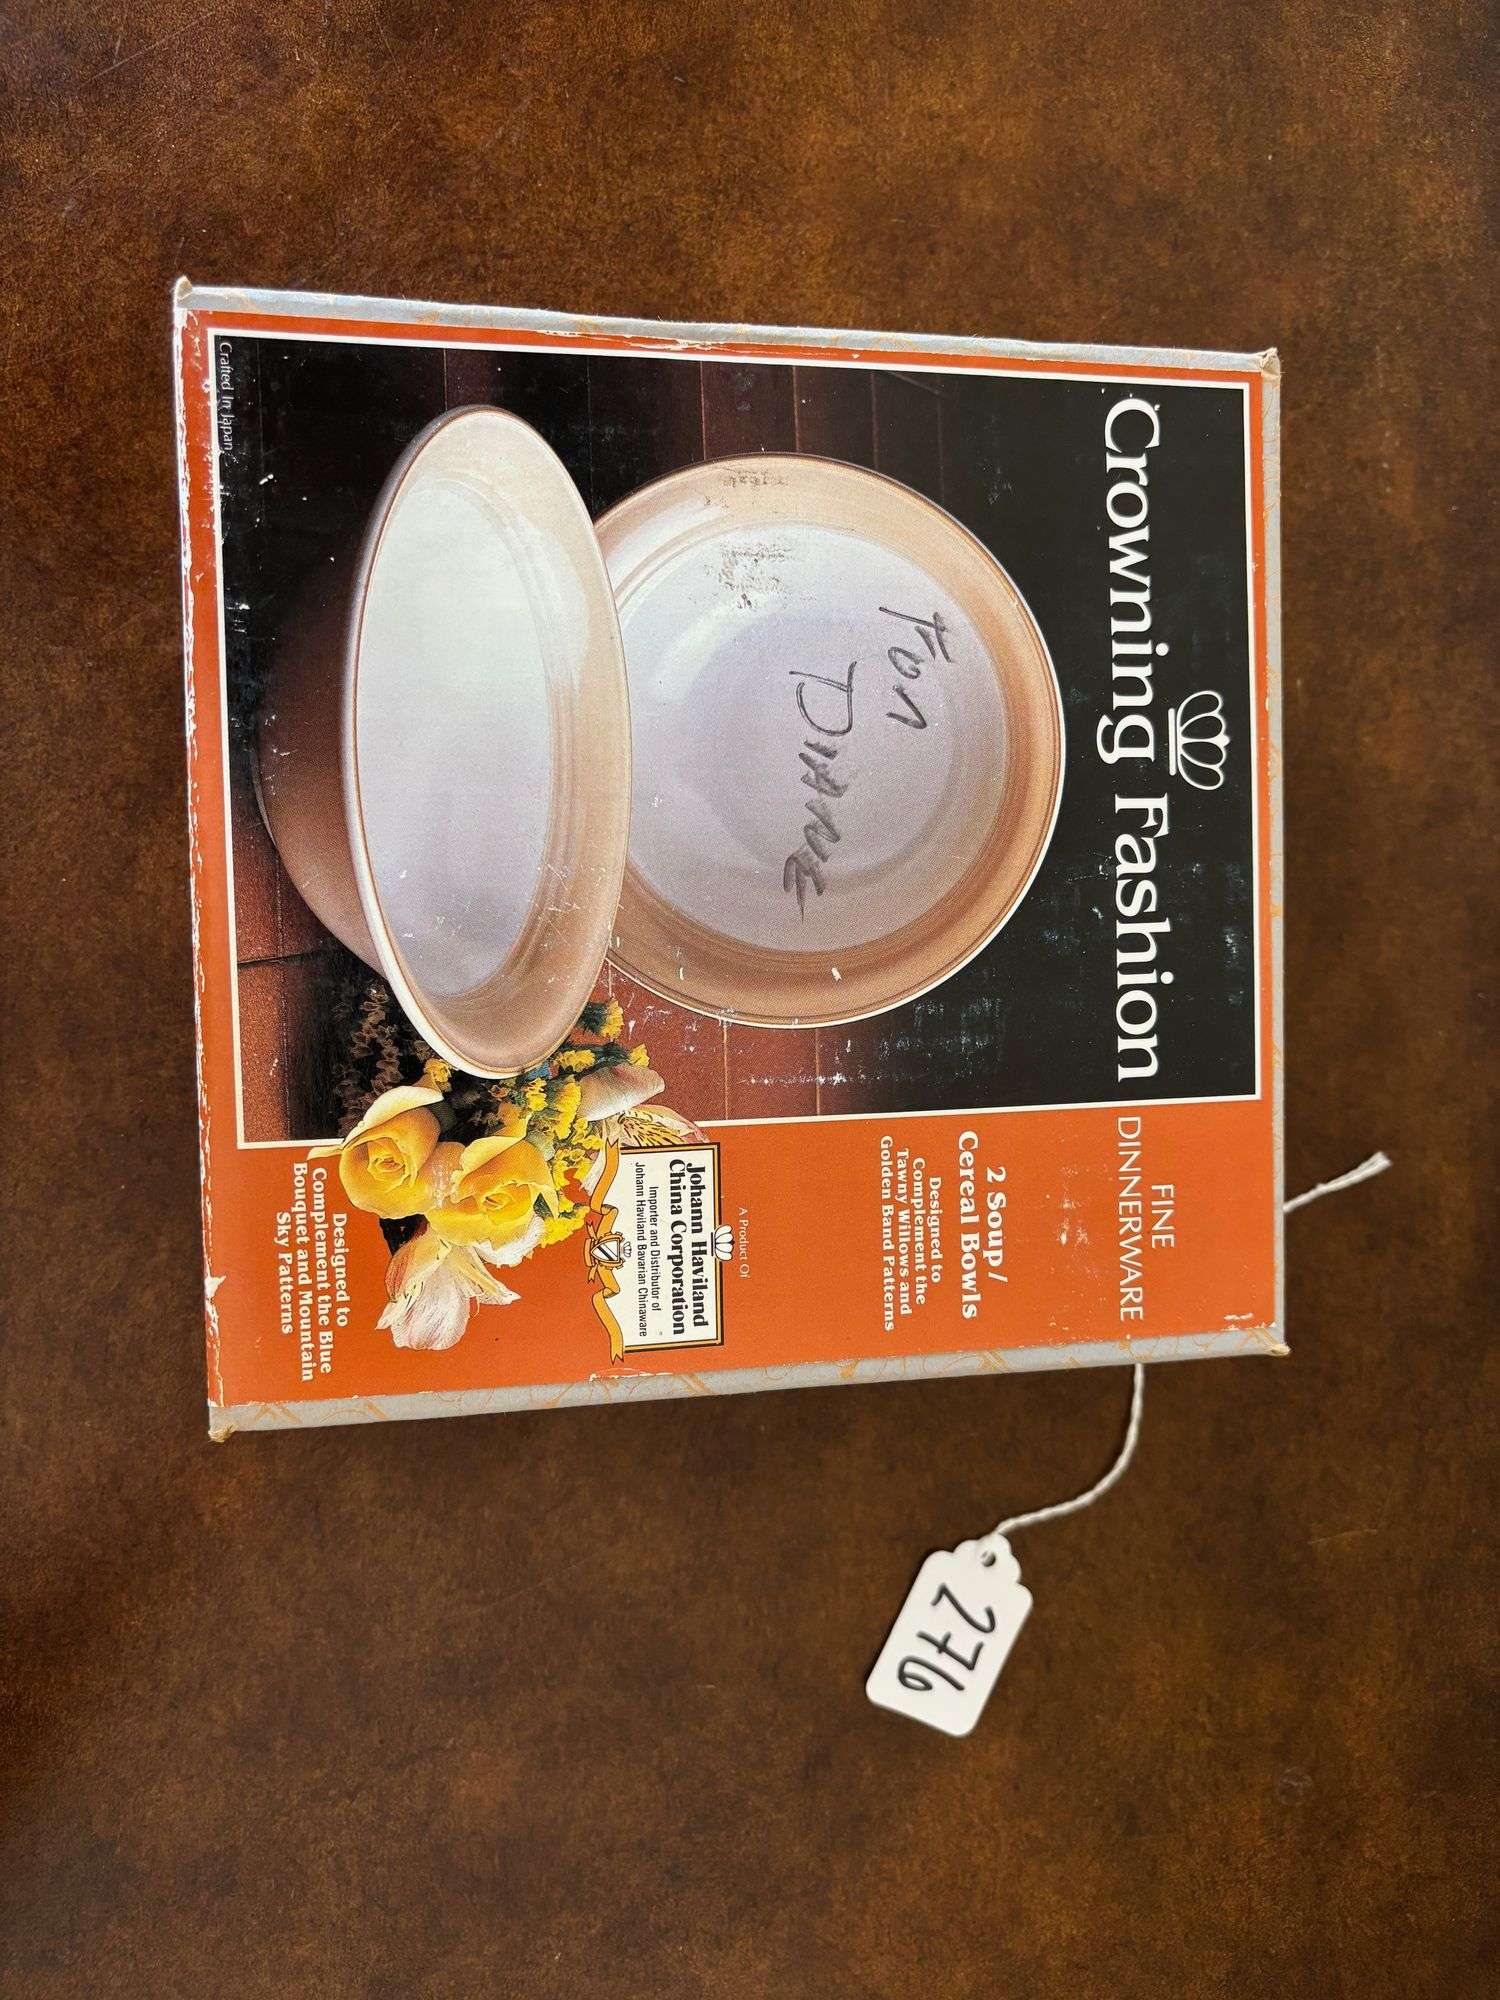 Crowning Fashion
FINE
DINNERWARE
2 Soup/
Cereal Bowls
Designed to
Complement the
Tawny Willows and
Golden Band Patterns
FOR
DIANNE
A Product Of
Johann Haviland
China Corporation
Importer and Distributor of
Johann Haviland Bavarian Chinaware
Designed to
Complement the Blue
Bouquet and Mountain
Sky Patterns
Crafted In Japan
276